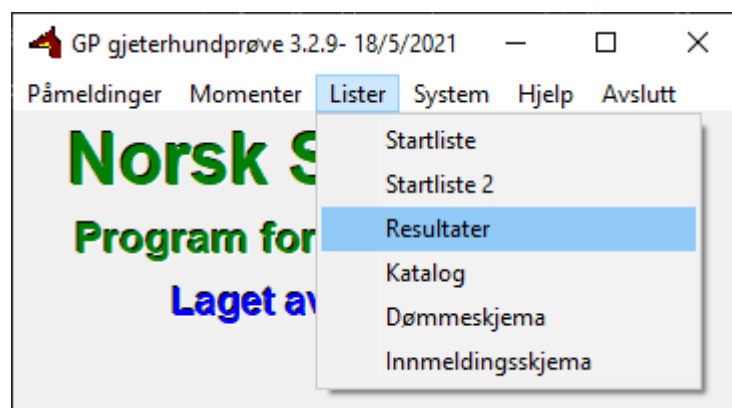 GP gjeterhundprøve 3.2.9- 18/5/2021
Påmeldinger Momenter Lister System Hjelp Avslutt
Norsk S
Program for
Laget av
Startliste
Startliste 2
Resultater
Katalog
Dømmeskjema
Innmeldingsskjema